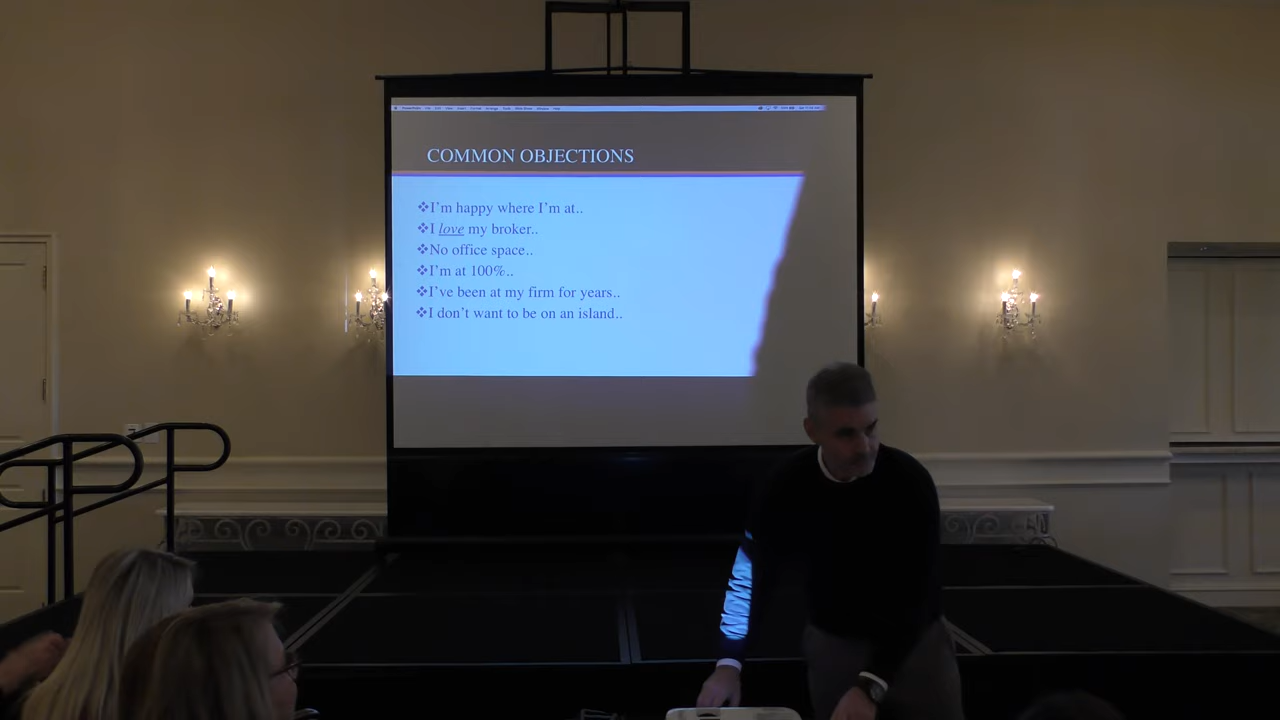 COMMON OBJECTIONS
❖I'm happy where I'm at..
❖I love my broker..
❖No office space..
❖I'm at 100%..
❖I've been at my firm for years..
❖I don't want to be on an island..